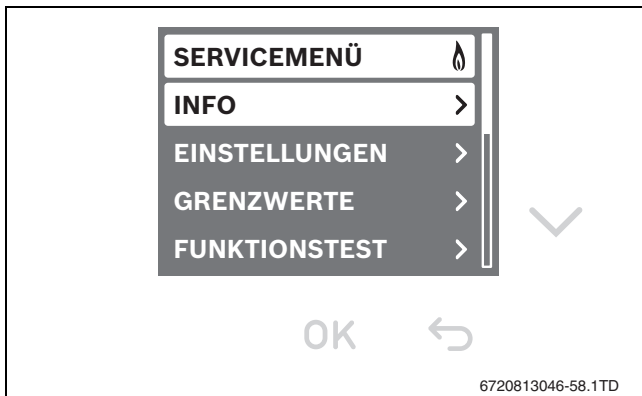 SERVICEMENÜ
INFO >
EINSTELLUNGEN >
GRENZWERTE >
FUNKTIONSTEST >
OK
6720813046-58.1TD